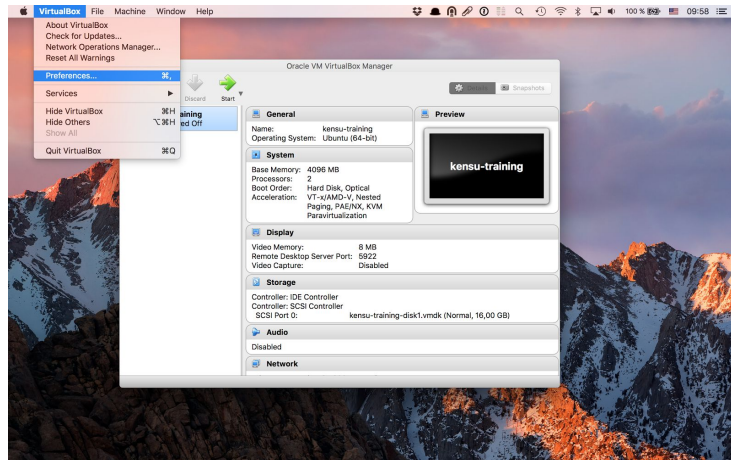 VirtualBox File Machine Window Help 100 % 09:58
About VirtualBox
Check for Updates...
Network Operations Manager...
Reset All Warnings
Preferences... ⌘,
Services
Hide VirtualBox ⌘H
Hide Others ⌥⌘H
Show All
Quit VirtualBox ⌘Q
Oracle VM VirtualBox Manager
Discard Start
Snapshots
aining
ed Off
General
Name: kensu-training
Operating System: Ubuntu (64-bit)
System
Base Memory: 4096 MB
Processors: 2
Boot Order: Hard Disk, Optical
Acceleration: VT-x/AMD-V, Nested
Paging, PAE/NX, KVM
Paravirtualization
Preview
kensu-training
Display
Video Memory: 8 MB
Remote Desktop Server Port: 5922
Video Capture: Disabled
Storage
Controller: IDE Controller
Controller: SCSI Controller
SCSI Port 0: kensu-training-disk1.vmdk (Normal, 16,00 GB)
Audio
Disabled
Network